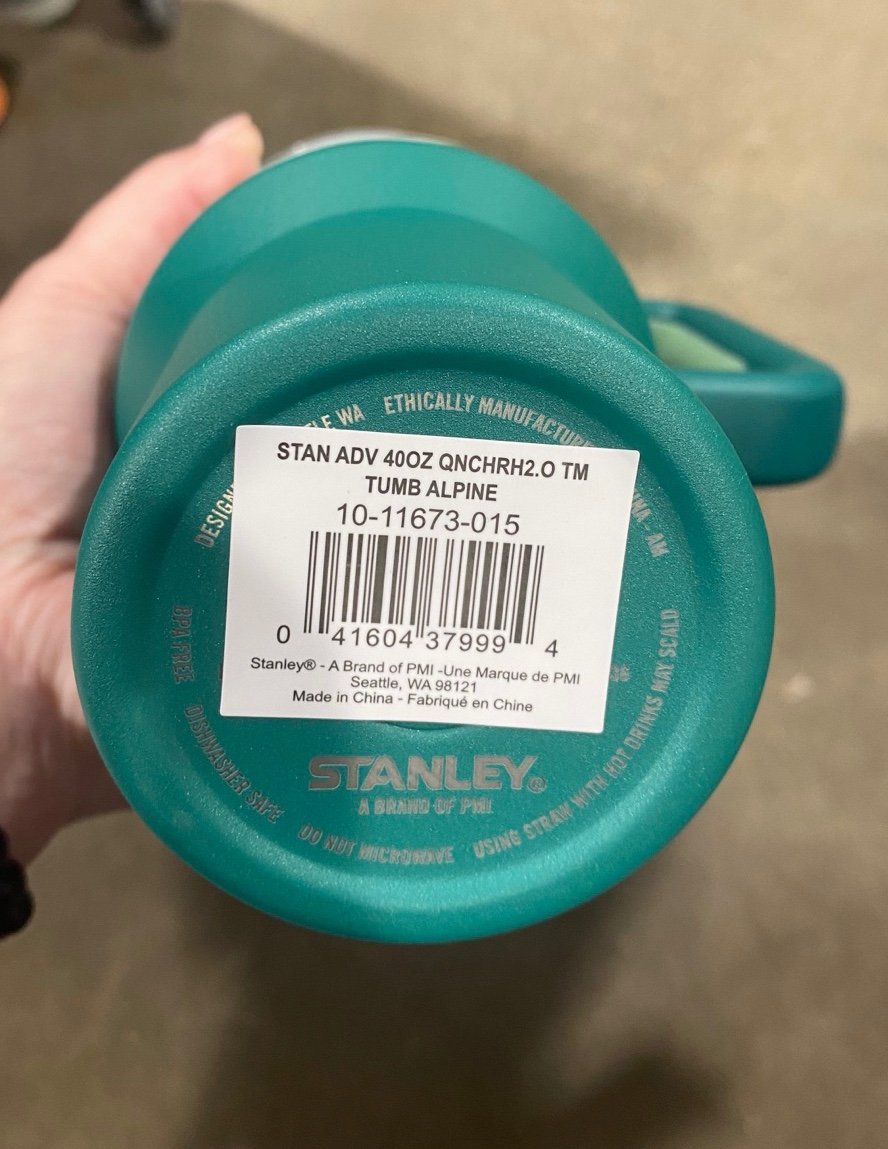 STAN ADV 40OZ QNCHRH2.O TM
TUMB ALPINE
10-11673-015
0 41604 37999 4
Stanley® - A Brand of PMI -Une Marque de PMI
Seattle, WA 98121
Made in China - Fabriqué en Chine
WA ETHICALLY
BPA FREE
DISHWASHER SAFE
DO NOT MICROWAVE
USING STRAW WITH HOT DRINKS MAY SCALD
STANLEY®
A BRAND OF PMI